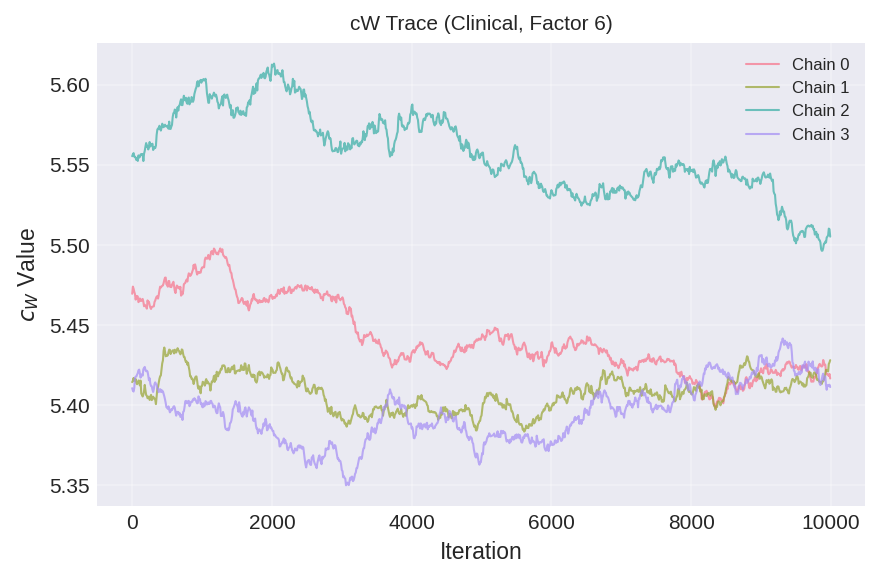 cW Trace (Clinical, Factor 6)
Chain 0
Chain 1
Chain 2
Chain 3
5.60
5.55
5.50
5.45
5.40
5.35
c_W Value
0 2000 4000 6000 8000 10000
Iteration